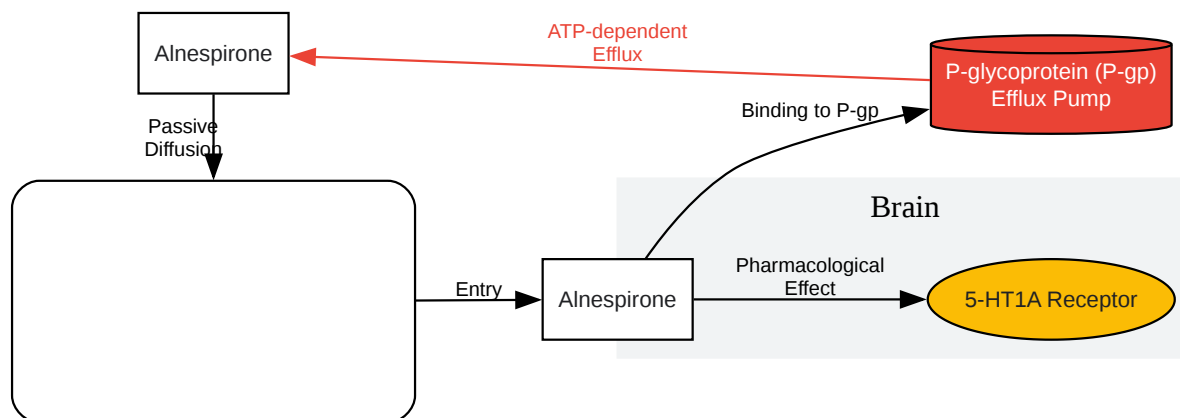 Alnespirone
ATP-dependent
Efflux
P-glycoprotein (P-gp)
Efflux Pump
Binding to P-gp
Passive
Diffusion
Brain
Entry
Alnespirone
Pharmacological
Effect
5-HT1A Receptor